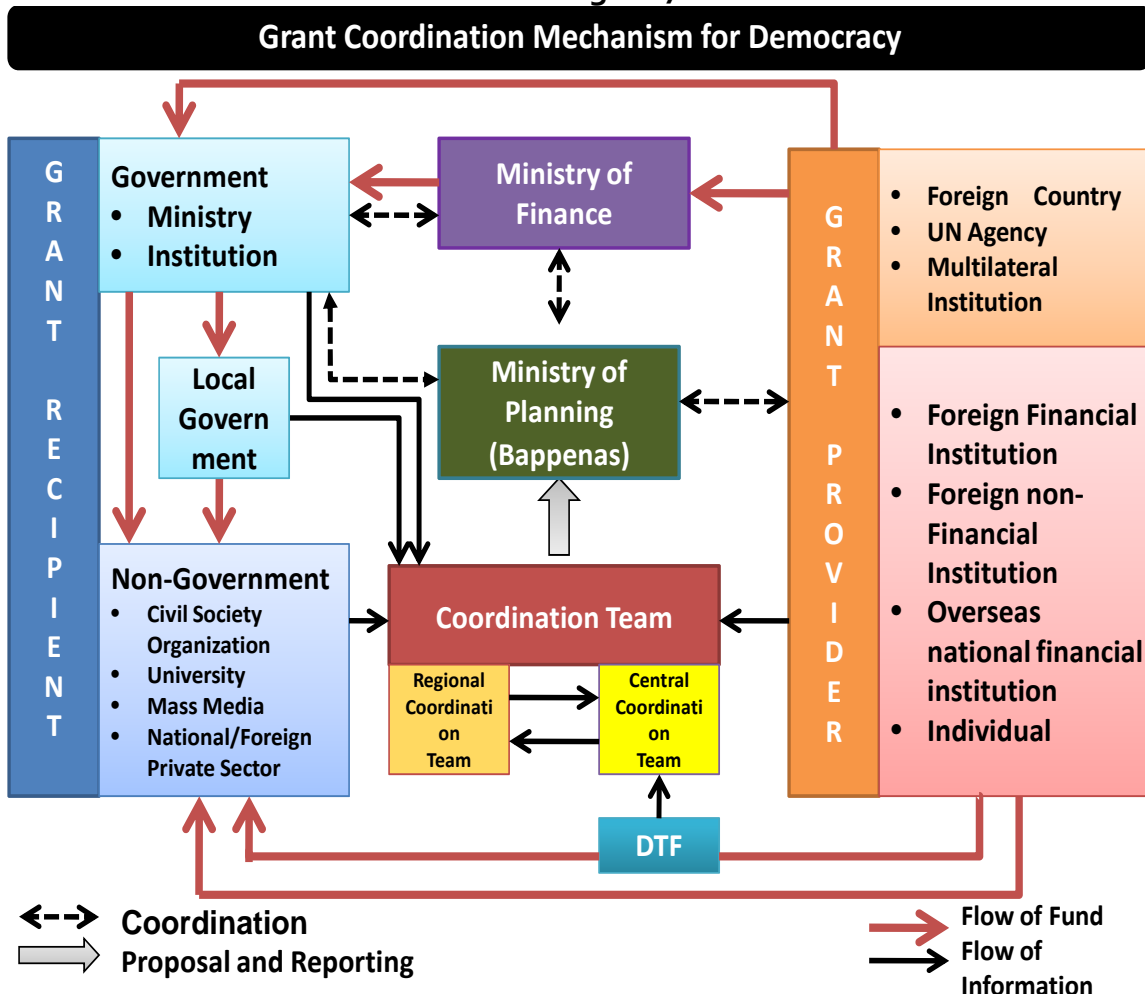 Grant Coordination Mechanism for Democracy
G
R
A
N
T
R
E
C
I
P
I
E
N
T
Government
• Ministry
• Institution
Local
Govern
ment
Non-Government
• Civil Society
Organization
• University
• Mass Media
• National/Foreign
Private Sector
Ministry of
Finance
Ministry of
Planning
(Bappenas)
Coordination Team
Regional
Coordinati
on
Team
Central
Coordinati
on
Team
DTF
G
R
A
N
T
P
R
O
V
I
D
E
R
• Foreign Country
• UN Agency
• Multilateral
Institution
• Foreign Financial
Institution
• Foreign non-
Financial
Institution
• Overseas
national financial
institution
• Individual
Coordination
Proposal and Reporting
Flow of Fund
Flow of
Information